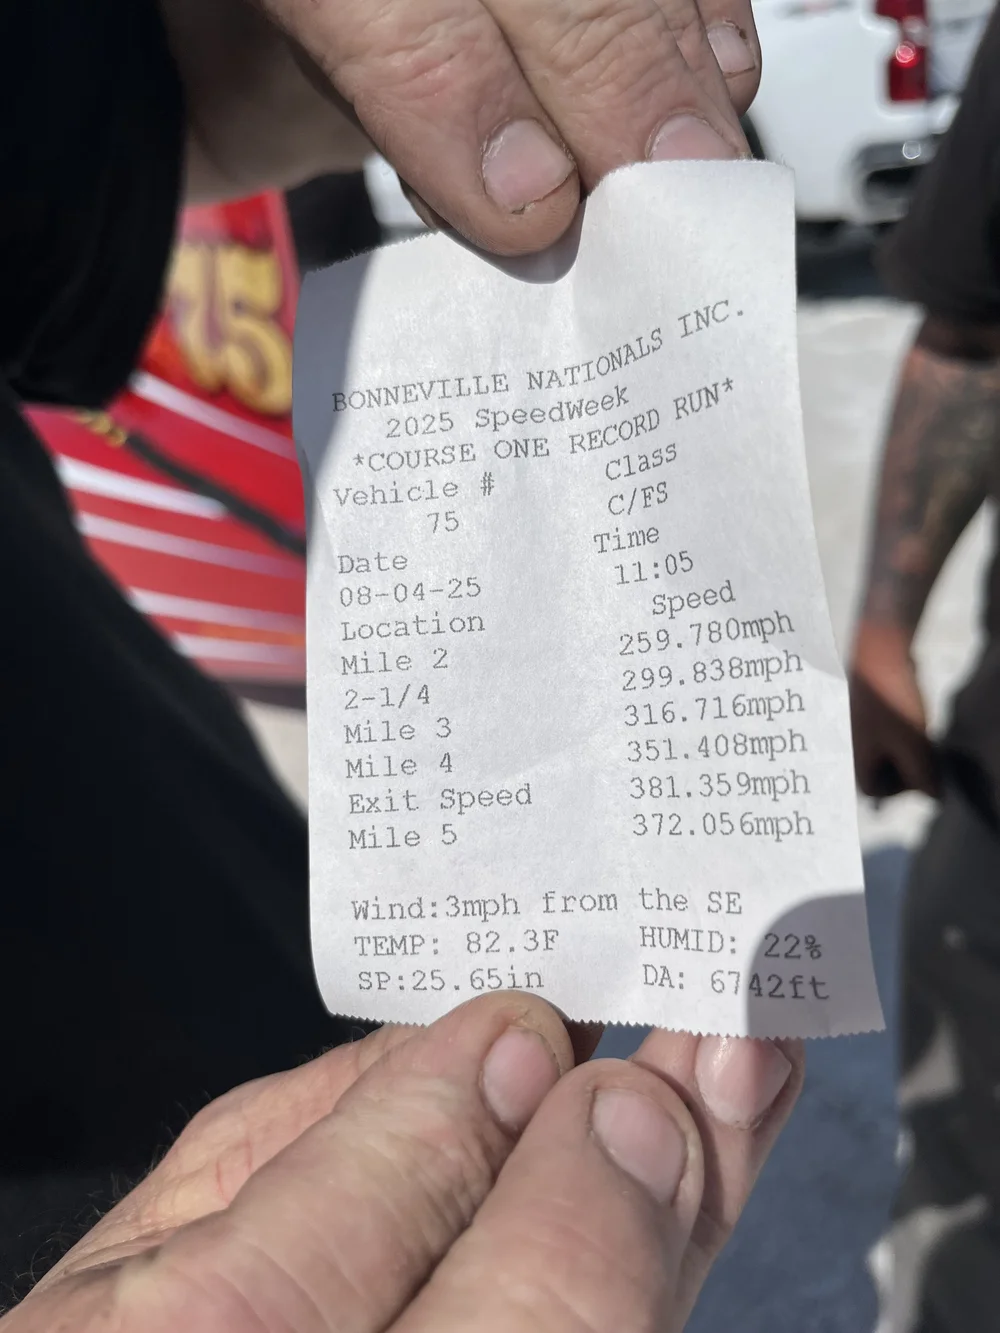 75
BONNEVILLE NATIONALS INC.
2025 SpeedWeek
*COURSE ONE RECORD RUN*
Vehicle # Class
75 C/FS
Date Time
08-04-25 11:05
Location Speed
Mile 2 259.780mph
2-1/4 299.838mph
Mile 3 316.716mph
Mile 4 351.408mph
Exit Speed 381.359mph
Mile 5 372.056mph
Wind:3mph from the SE
TEMP: 82.3F HUMID: 22%
SP:25.65in DA: 6742ft